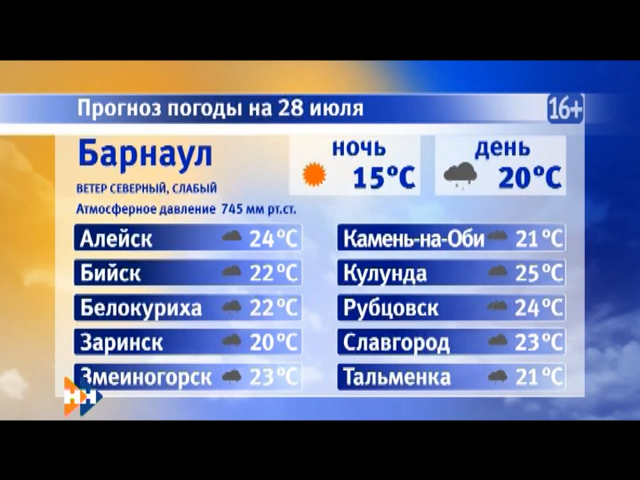 Прогноз погоды на 28 июля
16+
Барнаул
ВЕТЕР СЕВЕРНЫЙ, СЛАБЫЙ
Атмосферное давление 745 мм рт.ст.
ночь
15°C
день
20°C
Алейск 24°C
Бийск 22°C
Белокуриха 22°C
Заринск 20°C
Змеиногорск 23°C
Камень-на-Оби 21°C
Кулунда 25°C
Рубцовск 24°C
Славгород 23°C
Тальменка 21°C
НН